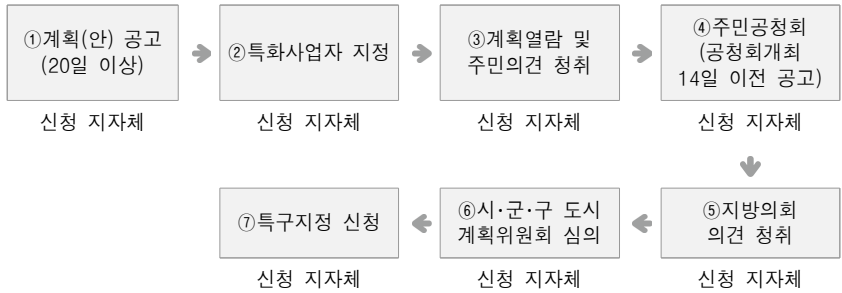 ①계획(안) 공고
(20일 이상)
신청 지자체
②특화사업자 지정
신청 지자체
③계획열람 및
주민의견 청취
신청 지자체
④주민공청회
(공청회개최
14일 이전 공고)
신청 지자체
⑤지방의회
의견 청취
신청 지자체
⑥시·군·구 도시
계획위원회 심의
신청 지자체
⑦특구지정 신청
신청 지자체